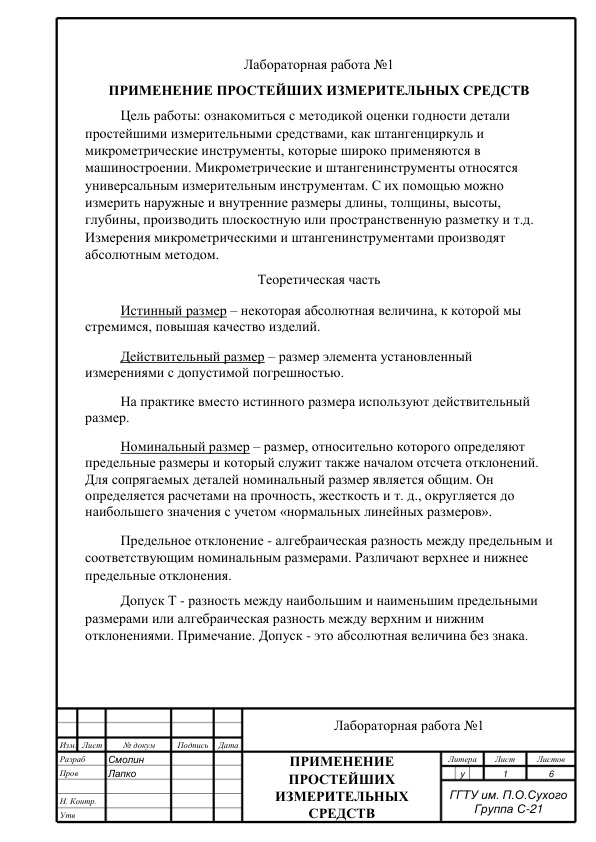 Лабораторная работа №1
ПРИМЕНЕНИЕ ПРОСТЕЙШИХ ИЗМЕРИТЕЛЬНЫХ СРЕДСТВ
Цель работы: ознакомиться с методикой оценки годности детали
простейшими измерительными средствами, как штангенциркуль и
микрометрические инструменты, которые широко применяются в
машиностроении. Микрометрические и штангенинструменты относятся
универсальным измерительным инструментам. С их помощью можно
измерить наружные и внутренние размеры длины, толщины, высоты,
глубины, производить плоскостную или пространственную разметку и т.д.
Измерения микрометрическими и штангенинструментами производят
абсолютным методом.
Теоретическая часть
Истинный размер – некоторая абсолютная величина, к которой мы
стремимся, повышая качество изделий.
Действительный размер – размер элемента установленный
измерениями с допустимой погрешностью.
На практике вместо истинного размера используют действительный
размер.
Номинальный размер – размер, относительно которого определяют
предельные размеры и который служит также началом отсчета отклонений.
Для сопрягаемых деталей номинальный размер является общим. Он
определяется расчетами на прочность, жесткость и т. д., округляется до
наибольшего значения с учетом «нормальных линейных размеров».
Предельное отклонение - алгебраическая разность между предельным и
соответствующим номинальным размерами. Различают верхнее и нижнее
предельные отклонения.
Допуск Т - разность между наибольшим и наименьшим предельными
размерами или алгебраическая разность между верхним и нижним
отклонениями. Примечание. Допуск - это абсолютная величина без знака.
Лабораторная работа №1
Изм. Лист № докум Подпись Дата
Разраб Смолин
Пров Лапко
Н. Контр.
Утв
ПРИМЕНЕНИЕ
ПРОСТЕЙШИХ
ИЗМЕРИТЕЛЬНЫХ
СРЕДСТВ
Литера Лист Листов
у 1 6
ГГТУ им. П.О.Сухого
Группа С-21